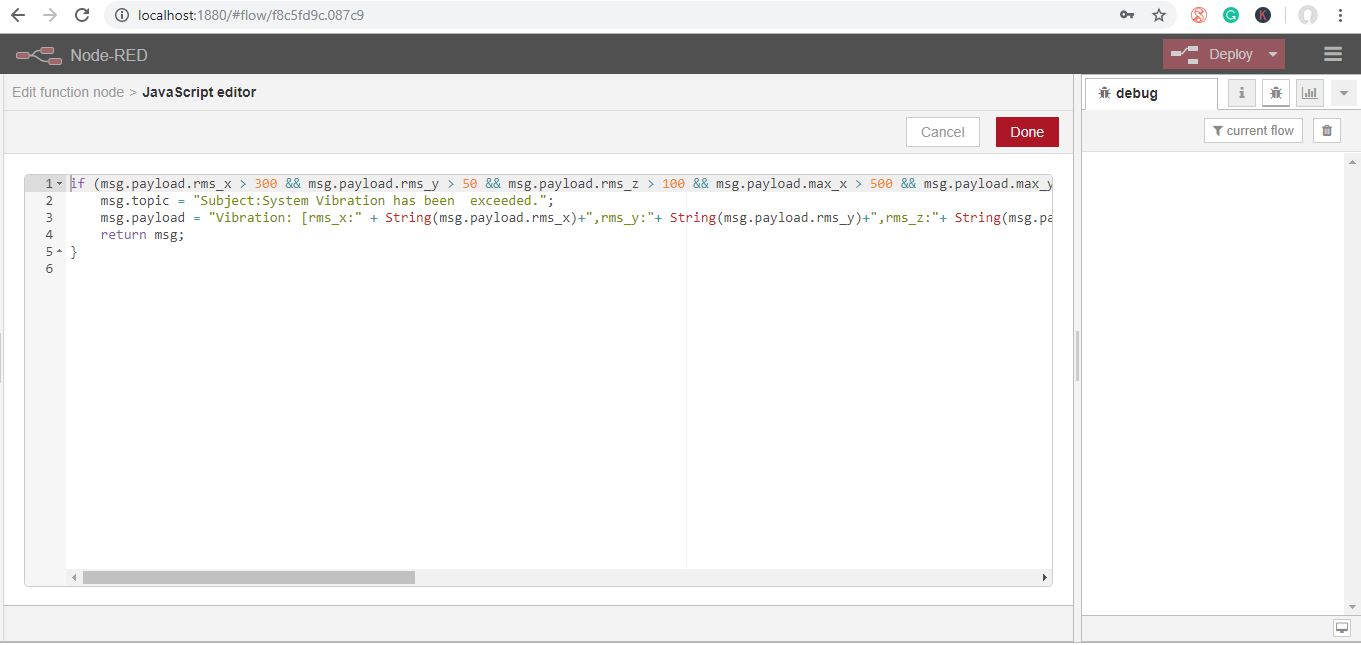 localhost:1880/#flow/f8c5fd9c.087c9
Node-RED
Deploy
Edit function node > JavaScript editor
debug
i
Cancel
Done
current flow
1 if (msg.payload.rms_x > 300 && msg.payload.rms_y > 50 && msg.payload.rms_z > 100 && msg.payload.max_x > 500 && msg.payload.max_y
2 msg.topic = "Subject:System Vibration has been  exceeded.";
3 msg.payload = "Vibration: [rms_x:" + String(msg.payload.rms_x)+",rms_y:"+ String(msg.payload.rms_y)+",rms_z:"+ String(msg.pa
4 return msg;
5 }
6